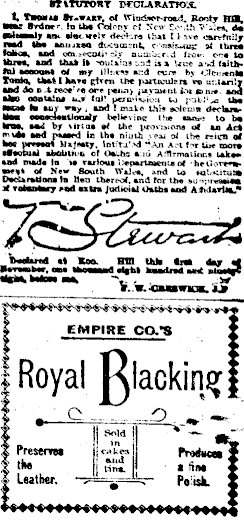 STATUTORY DECLARATION.
I, THOMAS STEWART, of Windsor-road, Rooty Hill,
near Sydney, in the Colony of New South Wales, do
solemnly and sincerely declare that I have carefully
read the annexed document, consisting of three
folios, and consecutively numbered from one to
three, and that it contains and is a true and faith-
ful account of my illness and cure by Clements
Tonic, that I have given the particulars voluntarily
and do not receive one penny payment for same, and
also contains my full permission to publish the
same in any way, and I make this solemn declara-
tion conscientiously believing the same to be
true, and by virtue of the provisions of an Act
made and passed in the ninth year of the reign of
her present Majesty, intituled "An Act for the more
effectual abolition of Oaths and Affirmations taken
and made in various Departments of the Govern-
ment of New South Wales, and to substitute
Declarations in lieu thereof, and for the suppression
of voluntary and extra judicial Oaths and Affidavits."
T Stewart
Declared at Hill this first day of
November, one thousand eight hundred and ninety-
eight, before me,
F. W. J.P
EMPIRE CO.'S
Royal Blacking
Sold
in
cakes
and
tins.
Preserves
the
Leather.
Produces
a fine
Polish.